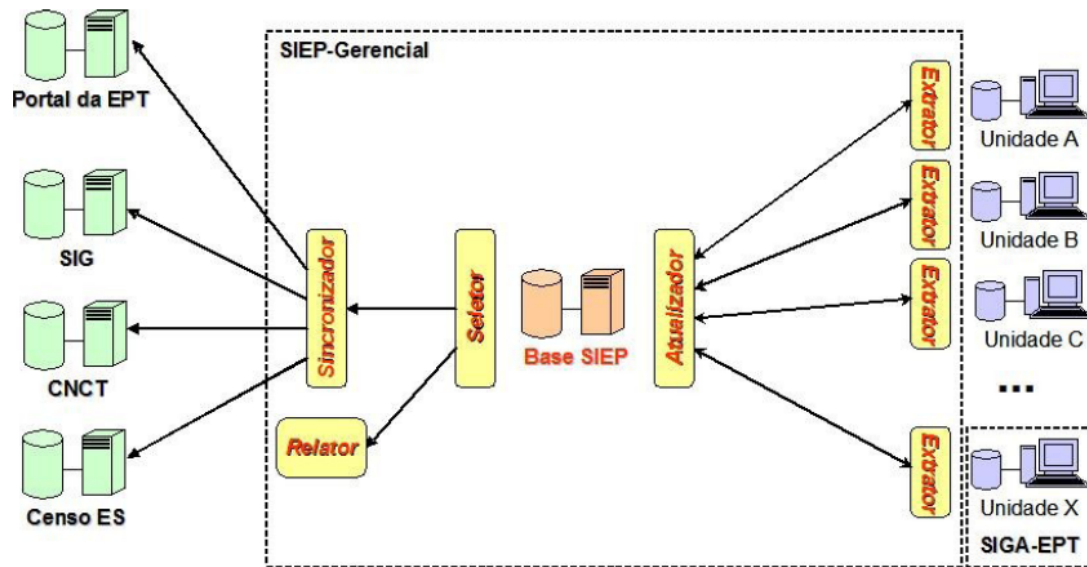 SIEP-Gerencial
Portal da EPT
SIG
CNCT
Censo ES
Sincronizador
Seletor
Relator
Base SIEP
Atualizador
Extrator
Unidade A
Extrator
Unidade B
Extrator
Unidade C
...
Extrator
Unidade X
SIGA-EPT